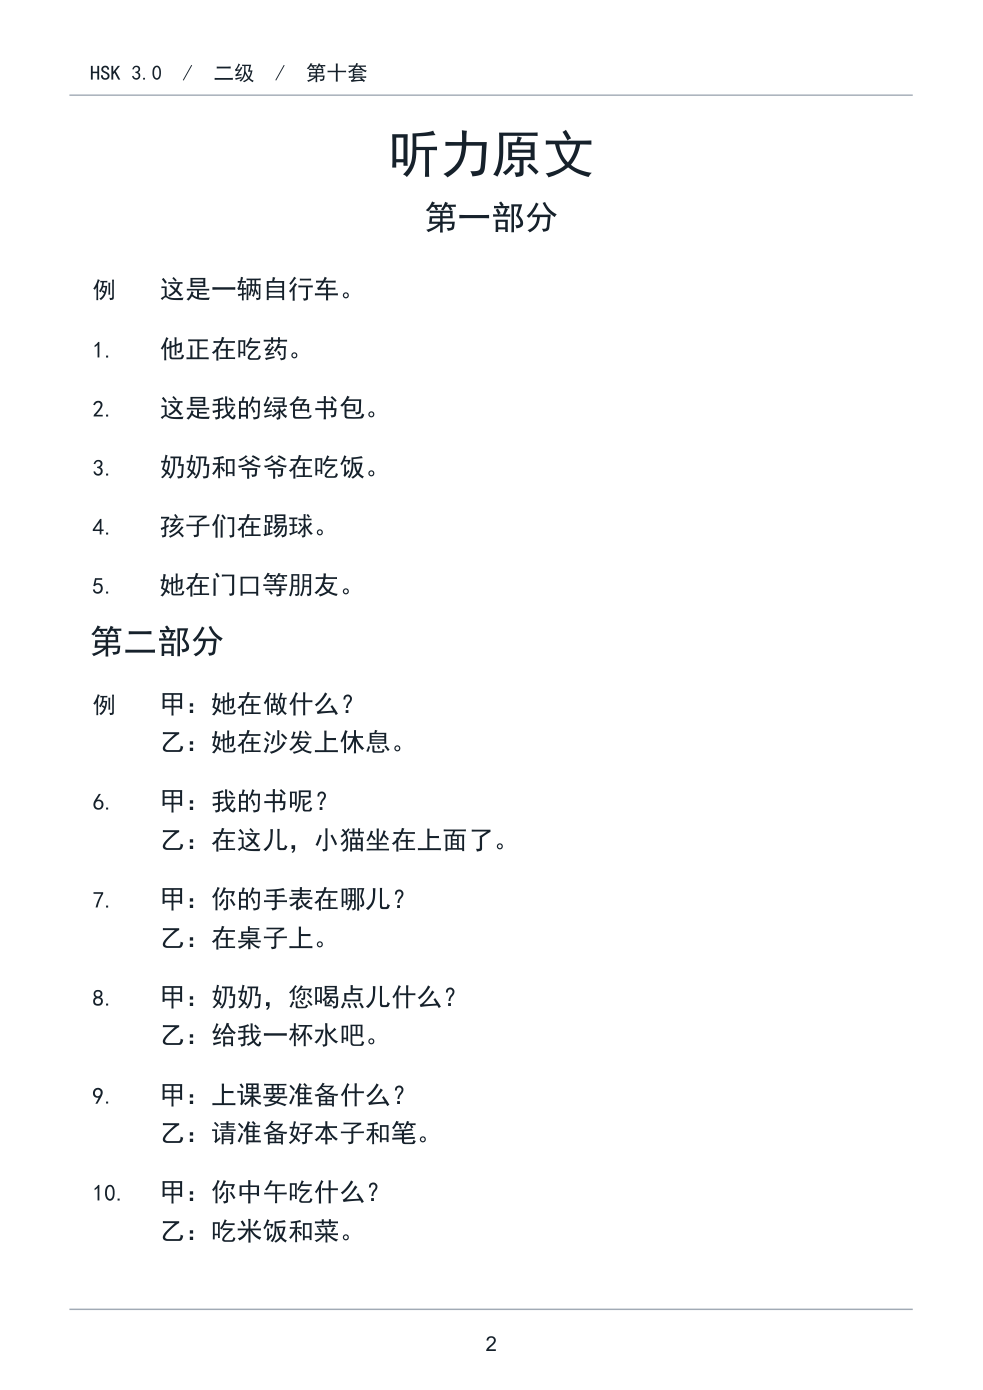 HSK 3.0 / 二级 / 第十套
听力原文
第一部分
例 这是一辆自行车。
1. 他正在吃药。
2. 这是我的绿色书包。
3. 奶奶和爷爷在吃饭。
4. 孩子们在踢球。
5. 她在门口等朋友。
第二部分
例 甲：她在做什么？
乙：她在沙发上休息。
6. 甲：我的书呢？
乙：在这儿，小猫坐在上面了。
7. 甲：你的手表在哪儿？
乙：在桌子上。
8. 甲：奶奶，您喝点儿什么？
乙：给我一杯水吧。
9. 甲：上课要准备什么？
乙：请准备好本子和笔。
10. 甲：你中午吃什么？
乙：吃米饭和菜。
2